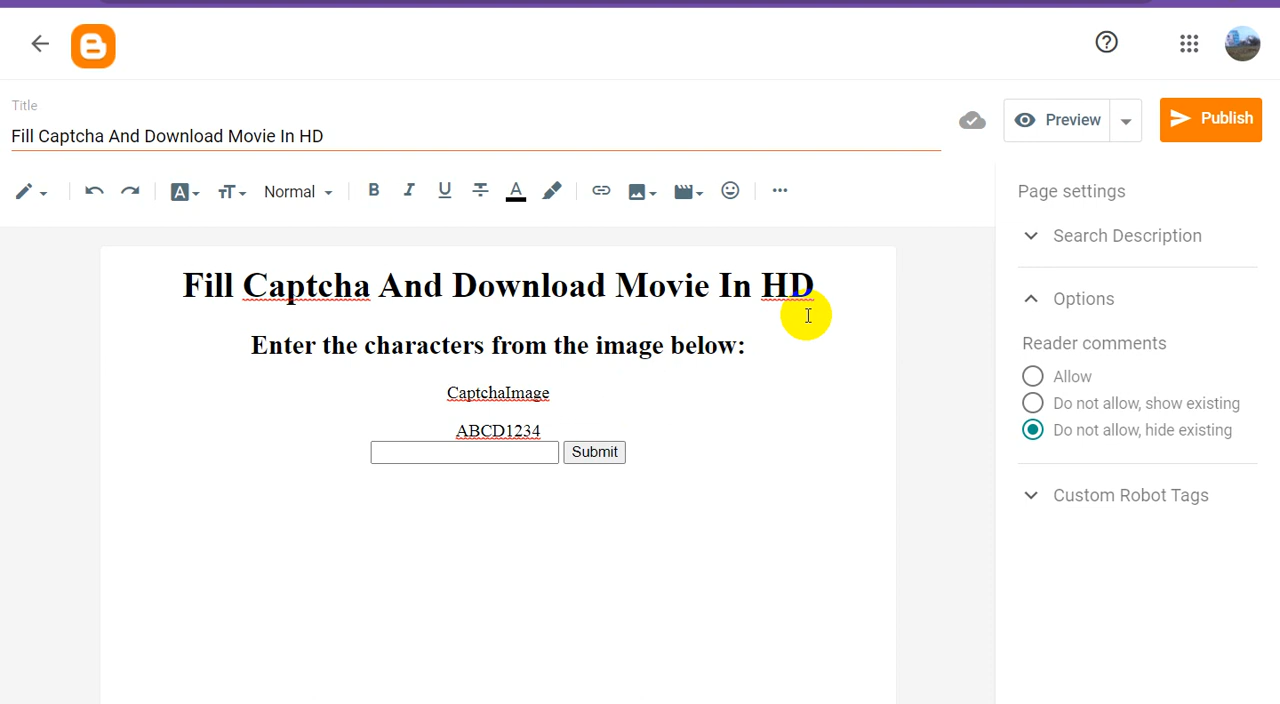 Title
Fill Captcha And Download Movie In HD
Preview
Publish
Normal
B I U A
Page settings
Search Description
Options
Reader comments
Allow
Do not allow, show existing
Do not allow, hide existing
Custom Robot Tags
Fill Captcha And Download Movie In HD
Enter the characters from the image below:
CaptchaImage
ABCD1234
Submit